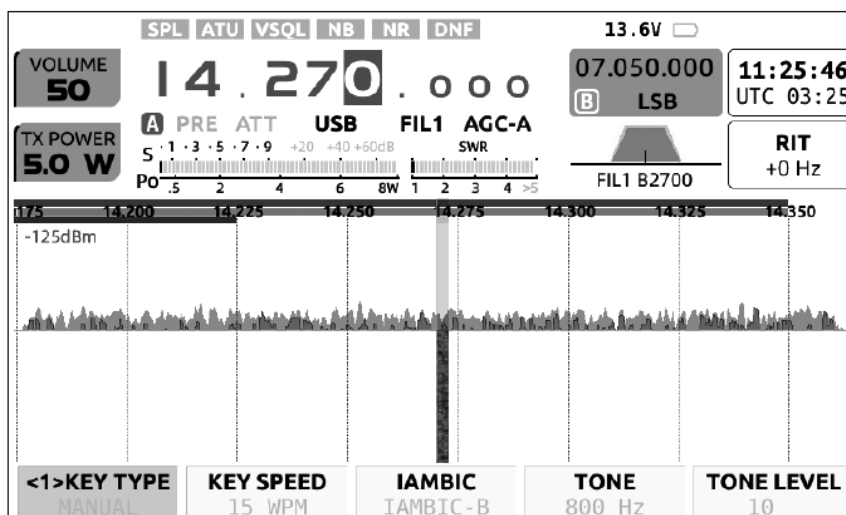 SPL ATU VSQL NB NR DNF 13.6V
VOLUME
50
14.270.000
07.050.000
B LSB
11:25:46
UTC 03:25
A PRE ATT USB FIL1 AGC-A
TX POWER
5.0 W
S ·1 ·3 ·5 ·7 ·9 +20 +40 +60dB SWR
Po .5 2 4 6 8W 1 2 3 4 >5
FIL1 B2700
RIT
+0 Hz
175 14.200 14.225 14.250 14.275 14.300 14.325 14.350
-125dBm
<1>KEY TYPE KEY SPEED IAMBIC TONE TONE LEVEL
MANUAL 15 WPM IAMBIC-B 800 Hz 10